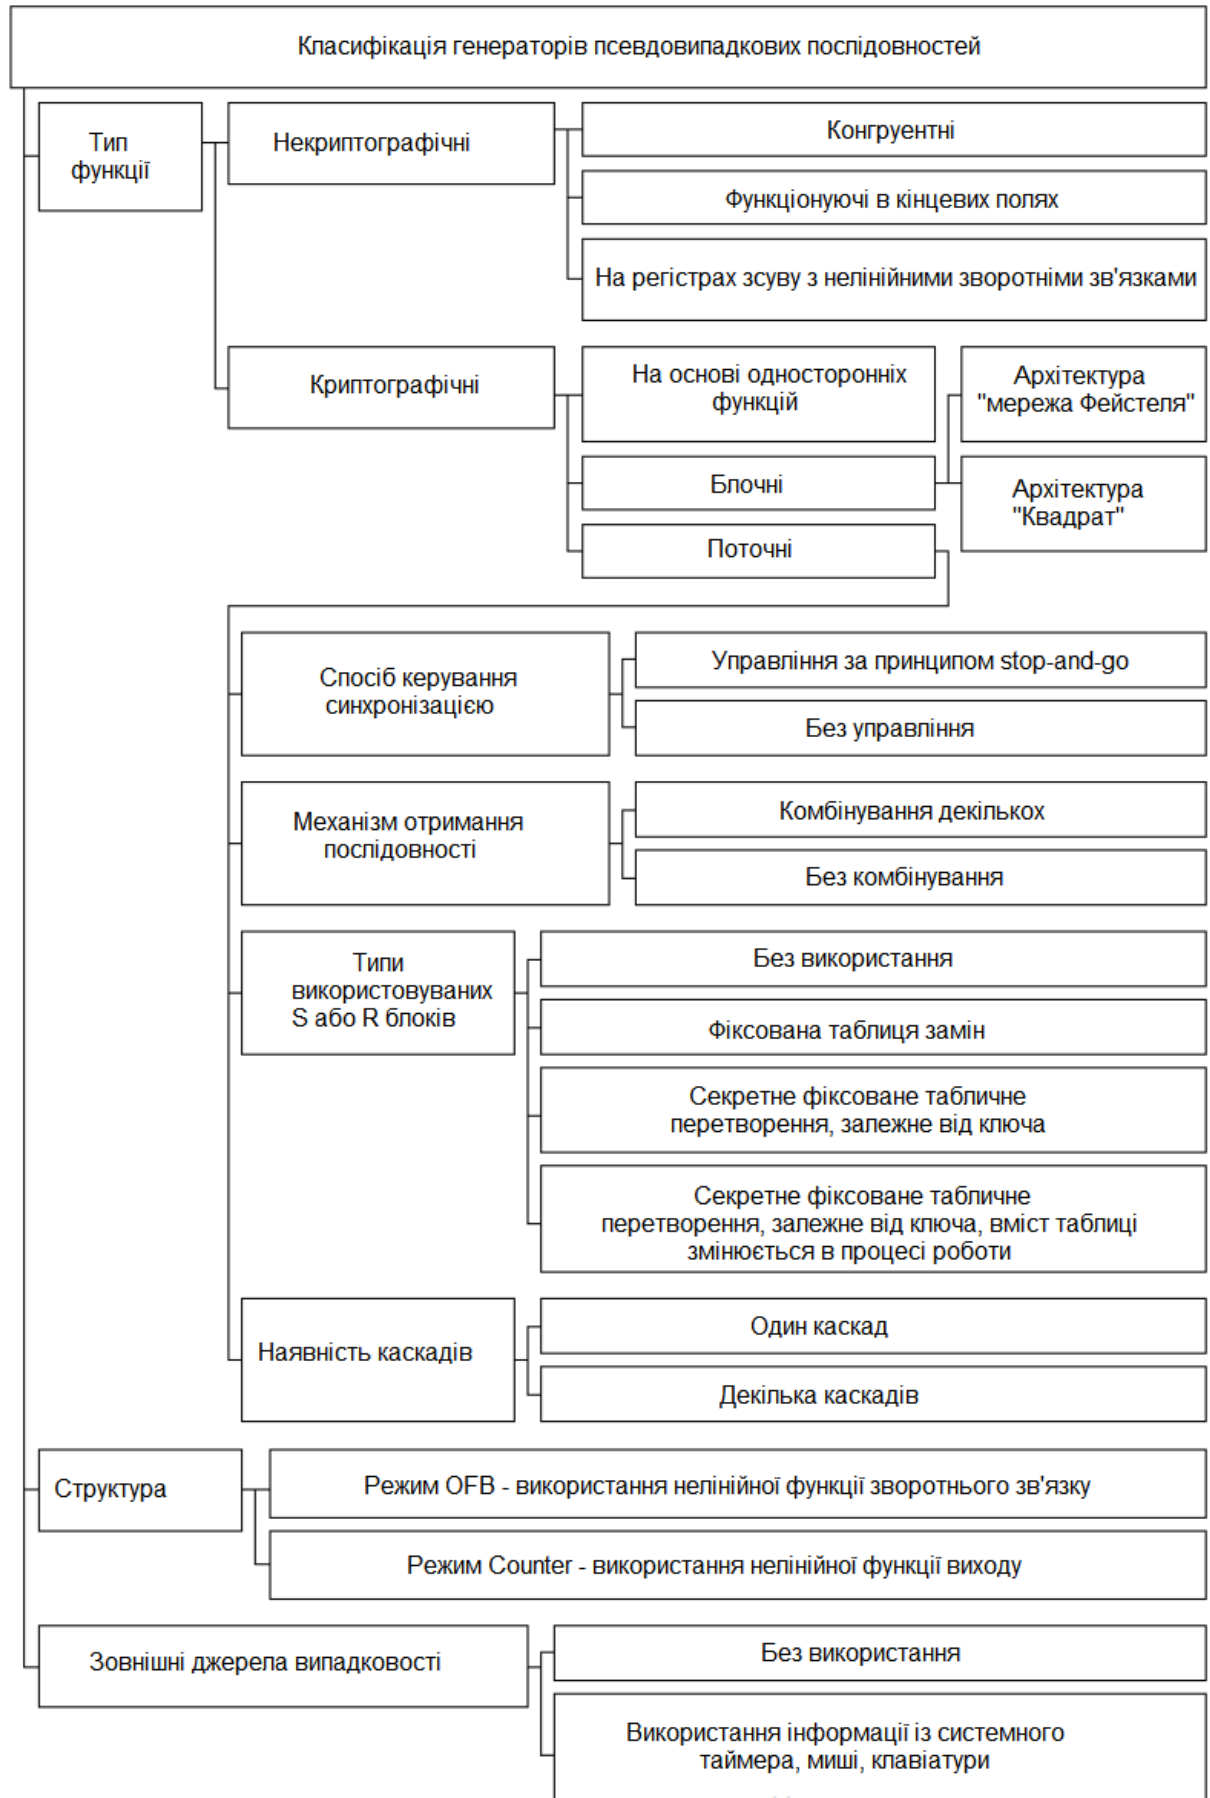 Класифікація генераторів псевдовипадкових послідовностей
Тип
функції
Некриптографічні
Конгруентні
Функціонуючі в кінцевих полях
На регістрах зсуву з нелінійними зворотніми зв'язками
Криптографічні
На основі односторонніх
функцій
Архітектура
"мережа Фейстеля"
Блочні
Архітектура
"Квадрат"
Поточні
Спосіб керування
синхронізацією
Управління за принципом stop-and-go
Без управління
Механізм отримання
послідовності
Комбінування декількох
Без комбінування
Типи
використовуваних
S або R блоків
Без використання
Фіксована таблиця замін
Секретне фіксоване табличне
перетворення, залежне від ключа
Секретне фіксоване табличне
перетворення, залежне від ключа, вміст таблиці
змінюється в процесі роботи
Наявність каскадів
Один каскад
Декілька каскадів
Структура
Режим OFB - використання нелінійної функції зворотнього зв'язку
Режим Counter - використання нелінійної функції виходу
Зовнішні джерела випадковості
Без використання
Використання інформації із системного
таймера, миші, клавіатури